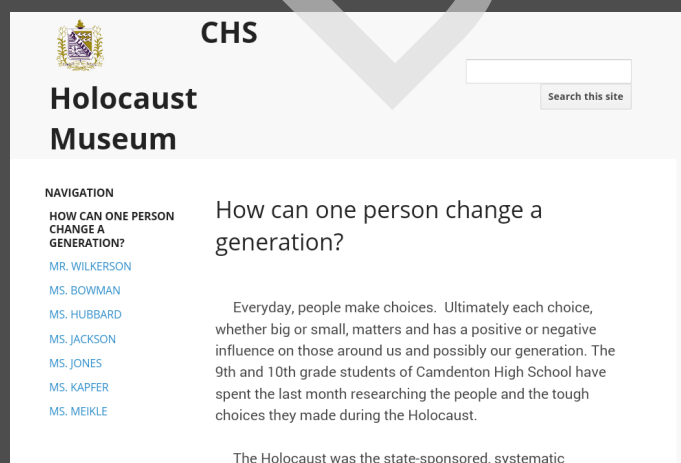 CHS
Holocaust
Museum
Search this site
NAVIGATION
HOW CAN ONE PERSON
CHANGE A
GENERATION?
MR. WILKERSON
MS. BOWMAN
MS. HUBBARD
MS. JACKSON
MS. JONES
MS. KAPFER
MS. MEIKLE
How can one person change a
generation?
Everyday, people make choices.  Ultimately each choice,
whether big or small, matters and has a positive or negative
influence on those around us and possibly our generation. The
9th and 10th grade students of Camdenton High School have
spent the last month researching the people and the tough
choices they made during the Holocaust.
The Holocaust was the state-sponsored, systematic